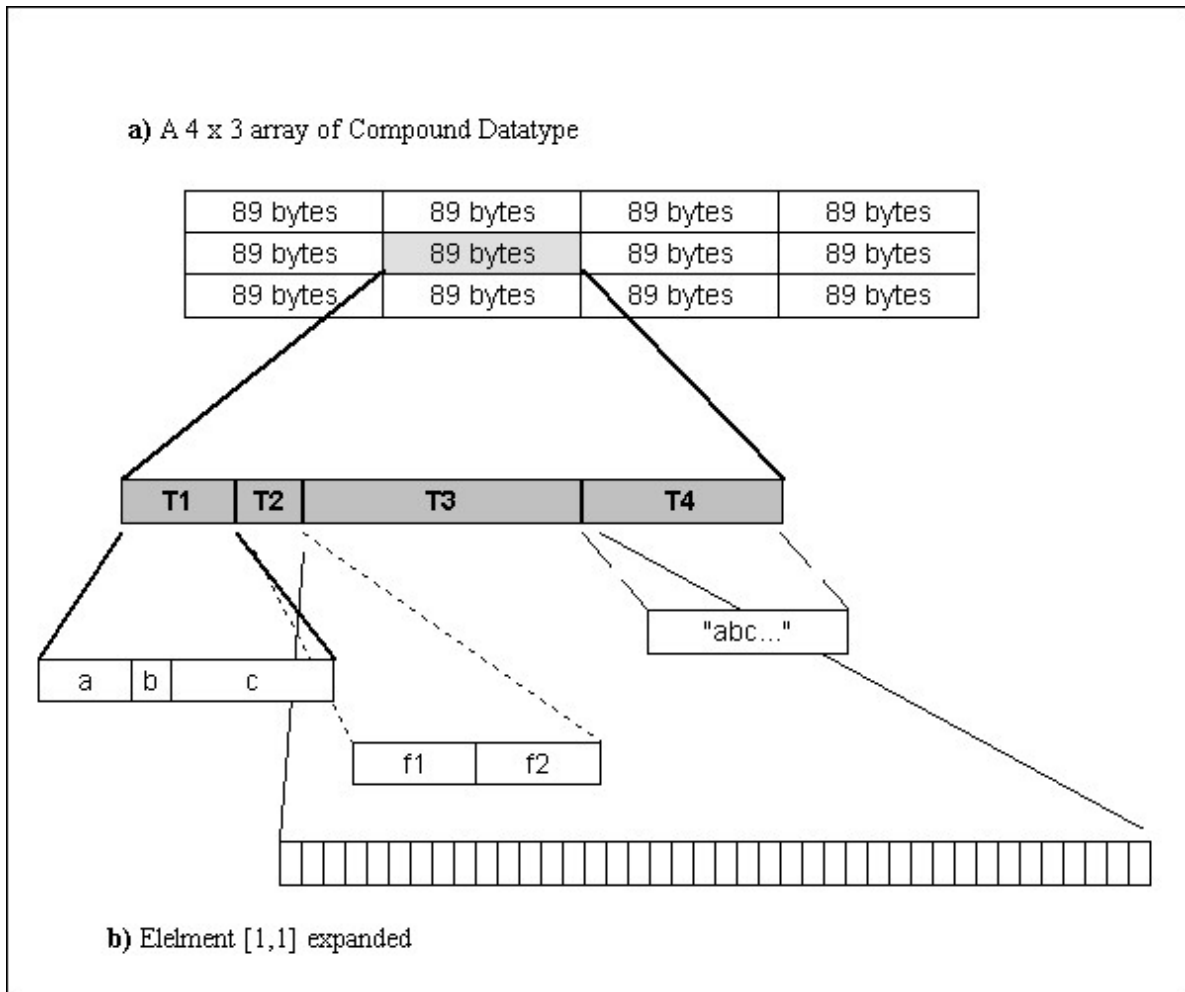 a) A 4 x 3 array of Compound Datatype
89 bytes 89 bytes 89 bytes 89 bytes
89 bytes 89 bytes 89 bytes 89 bytes
89 bytes 89 bytes 89 bytes 89 bytes
T1 T2 T3 T4
"abc..."
a b c
f1 f2
b) Elelment [1,1] expanded